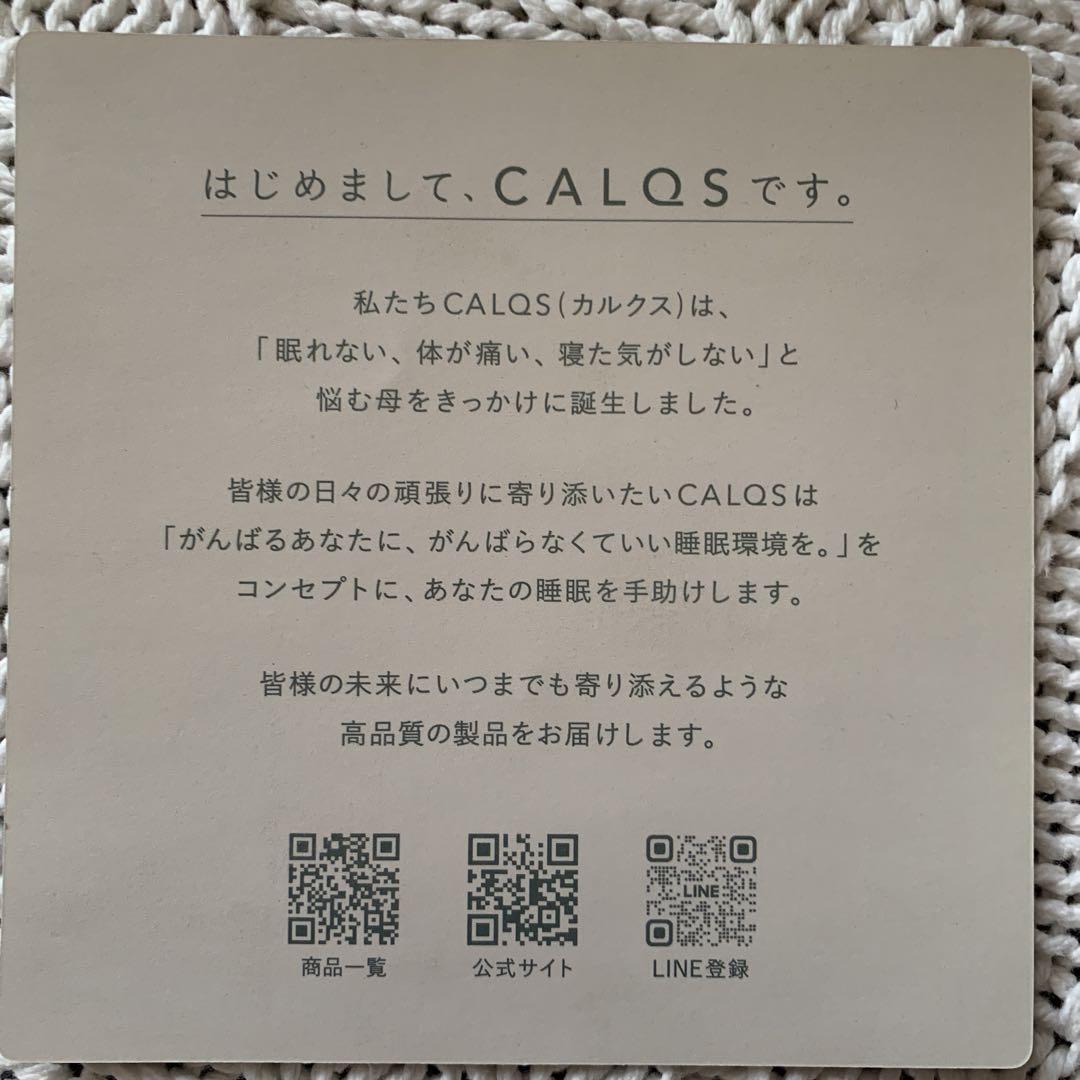 はじめまして、CALQSです。
私たちCALQS(カルクス)は、
「眠れない、体が痛い、寝た気がしない」と
悩む母をきっかけに誕生しました。
皆様の日々の頑張りに寄り添いたいCALQSは
「がんばるあなたに、がんばらなくていい睡眠環境を。」を
コンセプトに、あなたの睡眠を手助けします。
皆様の未来にいつまでも寄り添えるような
高品質の製品をお届けします。
LINE
商品一覧
公式サイト
LINE登録